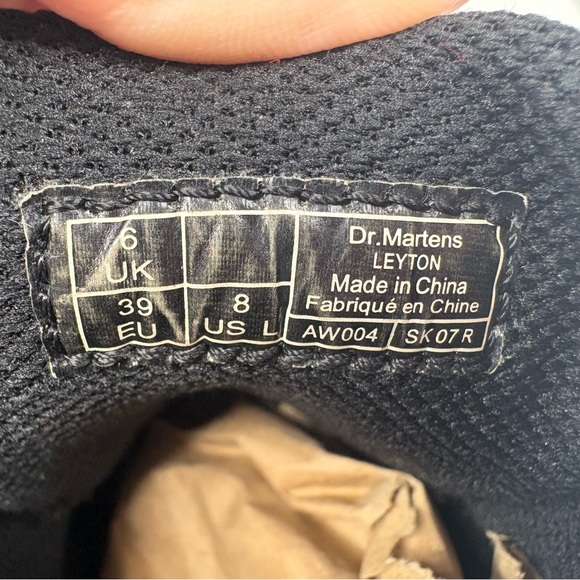 6
UK
39
EU
8
US L
Dr.Martens
LEYTON
Made in China
Fabriqué en Chine
AW004
SK07R